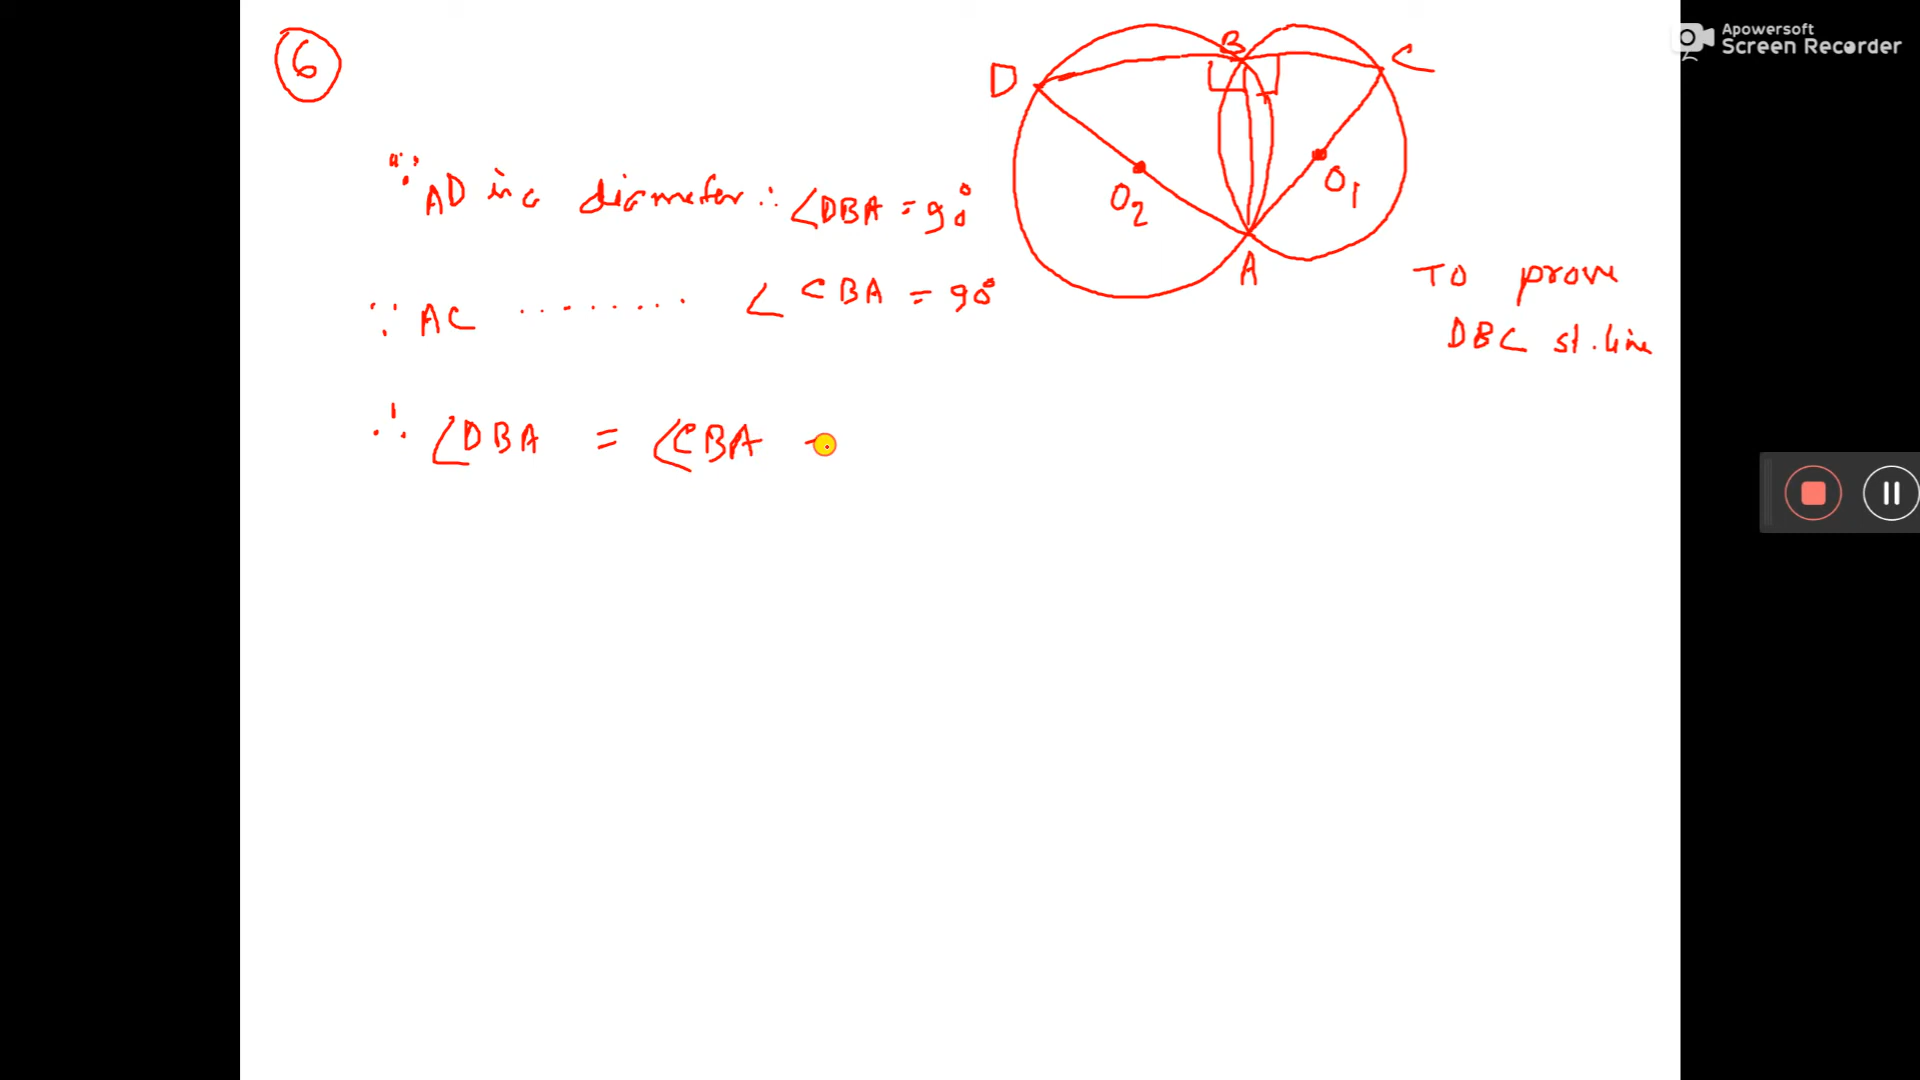 6
∵ AD is a diameter ∴ ∠DBA = 90°
∵ AC ........ ∠CBA = 90°
∴ ∠DBA = ∠CBA =
D
B
C
O2
O1
A
To prove
DBC st. line
Apowersoft
Screen Recorder